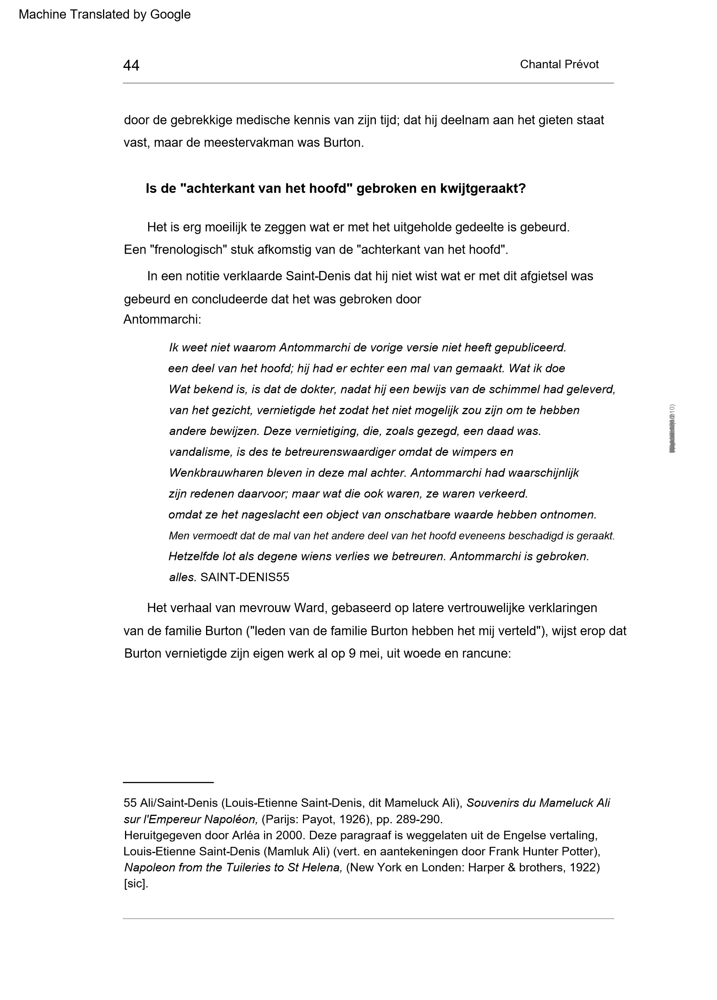 Machine Translated by Google
44
Chantal Prévot
door de gebrekkige medische kennis van zijn tijd; dat hij deelnam aan het gieten staat
vast, maar de meestervakman was Burton.
Is de "achterkant van het hoofd" gebroken en kwijtgeraakt?
Het is erg moeilijk te zeggen wat er met het uitgeholde gedeelte is gebeurd.
Een "frenologisch" stuk afkomstig van de "achterkant van het hoofd".
In een notitie verklaarde Saint-Denis dat hij niet wist wat er met dit afgietsel was
gebeurd en concludeerde dat het was gebroken door
Antommarchi:
Ik weet niet waarom Antommarchi de vorige versie niet heeft gepubliceerd.
een deel van het hoofd; hij had er echter een mal van gemaakt. Wat ik doe
Wat bekend is, is dat de dokter, nadat hij een bewijs van de schimmel had geleverd,
van het gezicht, vernietigde het zodat het niet mogelijk zou zijn om te hebben
andere bewijzen. Deze vernietiging, die, zoals gezegd, een daad was.
vandalisme, is des te betreurenswaardiger omdat de wimpers en
Wenkbrauwharen bleven in deze mal achter. Antommarchi had waarschijnlijk
zijn redenen daarvoor; maar wat die ook waren, ze waren verkeerd.
omdat ze het nageslacht een object van onschatbare waarde hebben ontnomen.
Men vermoedt dat de mal van het andere deel van het hoofd eveneens beschadigd is geraakt.
Hetzelfde lot als degene wiens verlies we betreuren. Antommarchi is gebroken.
alles. SAINT-DENIS55
Het verhaal van mevrouw Ward, gebaseerd op latere vertrouwelijke verklaringen
van de familie Burton ("leden van de familie Burton hebben het mij verteld"), wijst erop dat
Burton vernietigde zijn eigen werk al op 9 mei, uit woede en rancune:
55 Ali/Saint-Denis (Louis-Etienne Saint-Denis, dit Mameluck Ali), Souvenirs du Mameluck Ali
sur l'Empereur Napoléon, (Parijs: Payot, 1926), pp. 289-290.
Heruitgegeven door Arléa in 2000. Deze paragraaf is weggelaten uit de Engelse vertaling,
Louis-Etienne Saint-Denis (Mamluk Ali) (vert. en aantekeningen door Frank Hunter Potter),
Napoleon from the Tuileries to St Helena, (New York en Londen: Harper & brothers, 1922)
[sic].